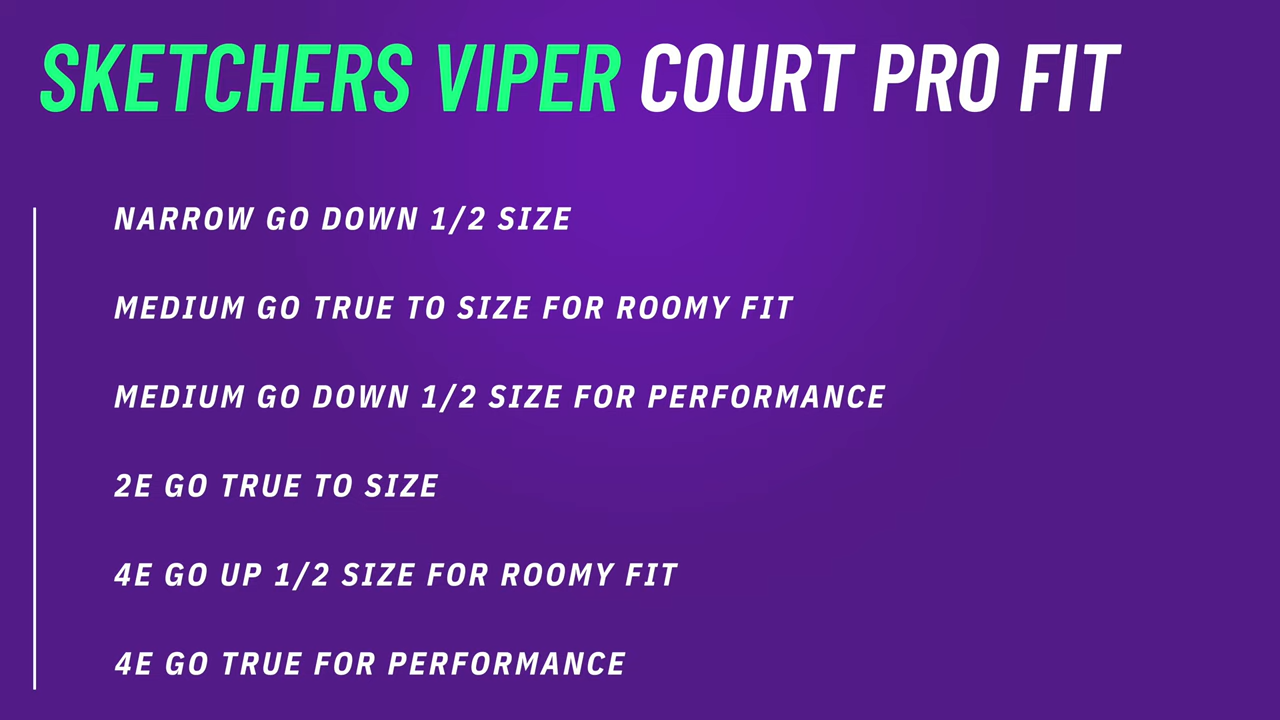 SKETCHERS VIPER COURT PRO FIT
NARROW GO DOWN 1/2 SIZE
MEDIUM GO TRUE TO SIZE FOR ROOMY FIT
MEDIUM GO DOWN 1/2 SIZE FOR PERFORMANCE
2E GO TRUE TO SIZE
4E GO UP 1/2 SIZE FOR ROOMY FIT
4E GO TRUE FOR PERFORMANCE